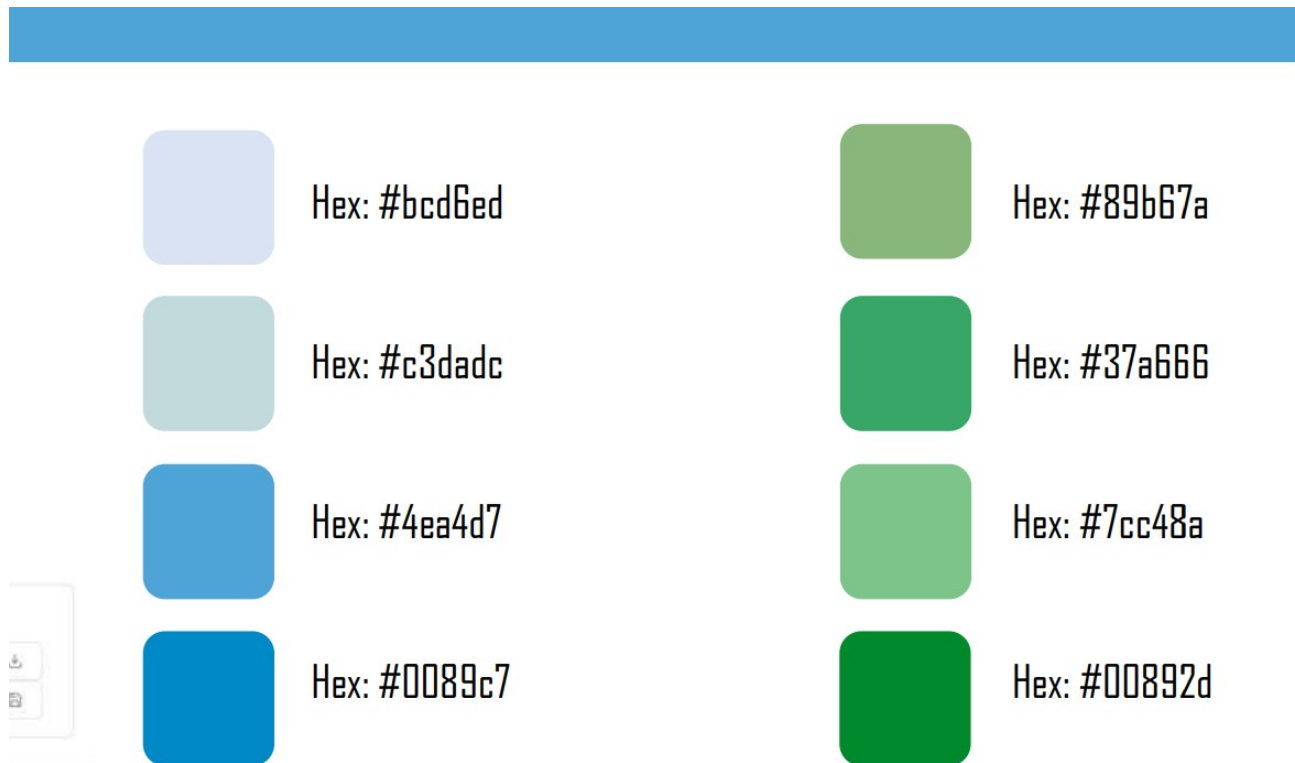 Hex: #bcd6ed
Hex: #c3dadc
Hex: #4ea4d7
Hex: #0089c7
Hex: #89b67a
Hex: #37a666
Hex: #7cc48a
Hex: #00892d